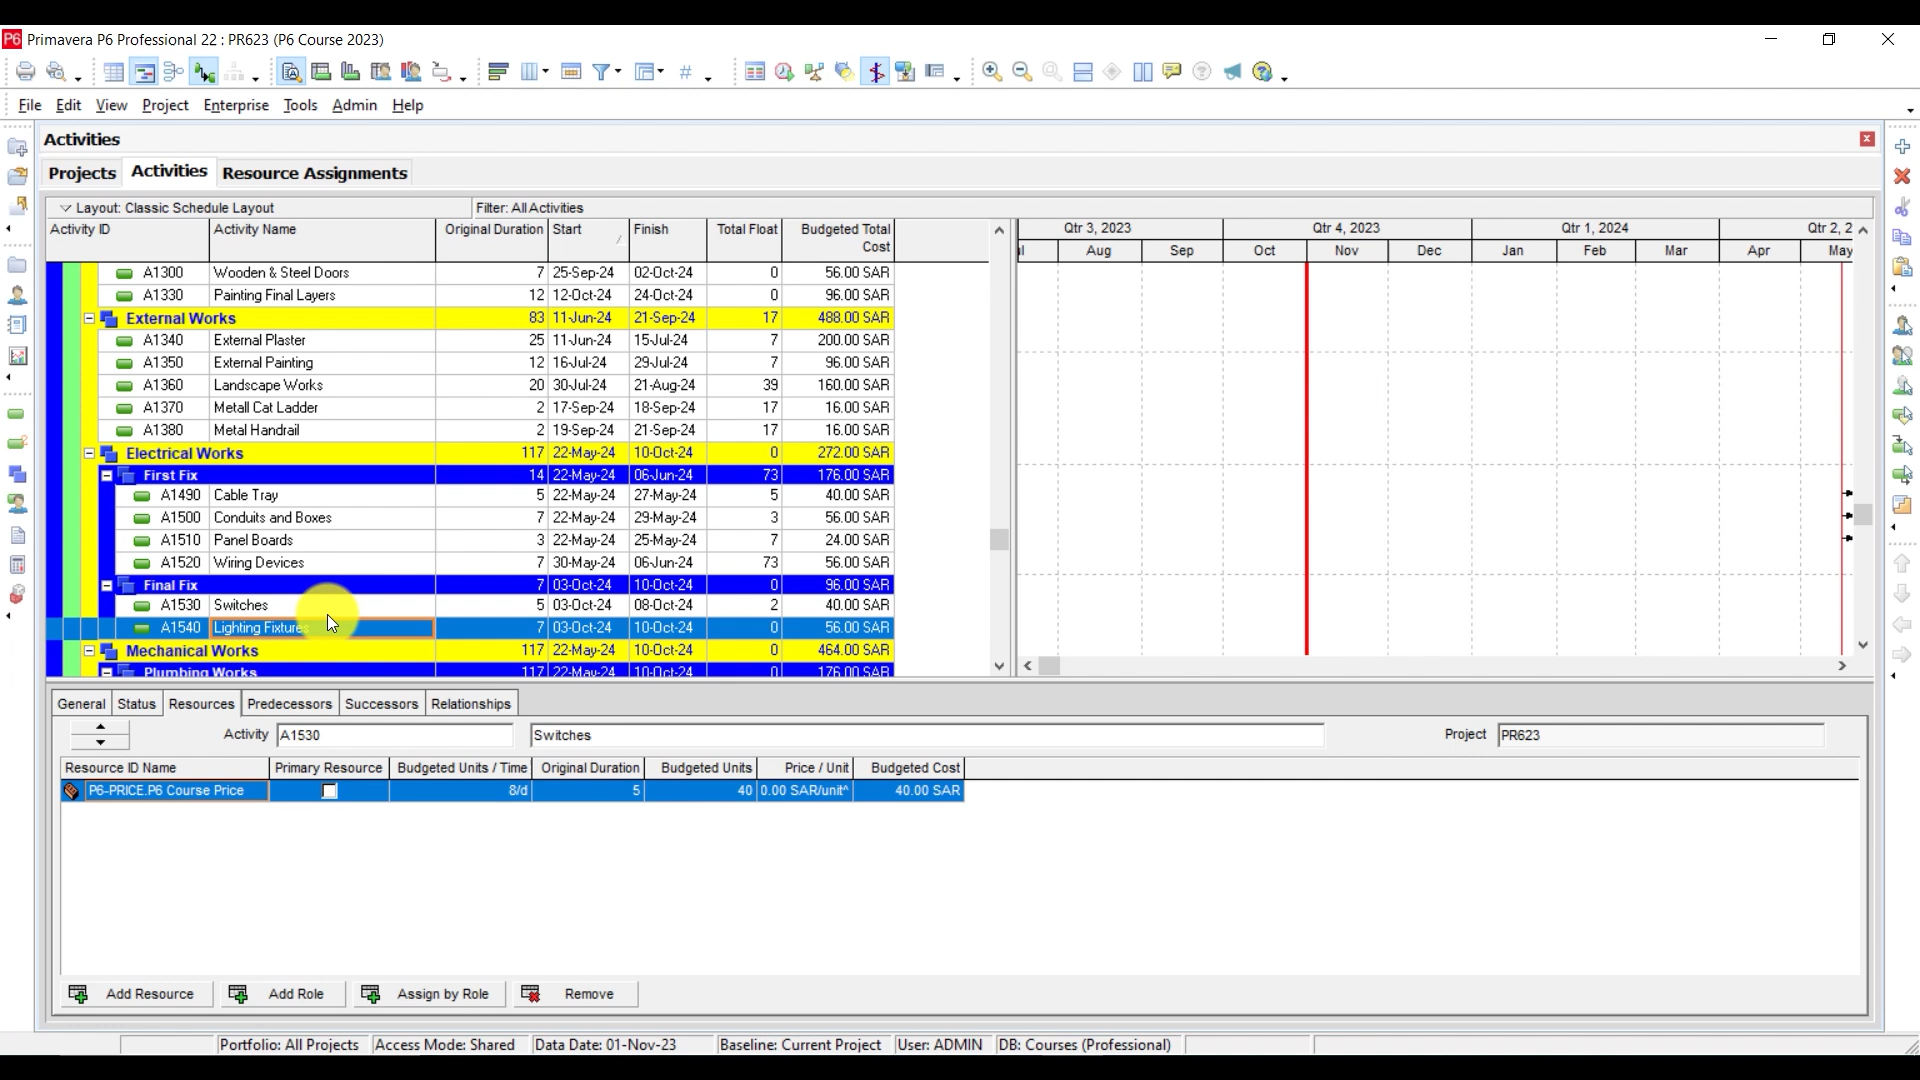 P6 Primavera P6 Professional 22 : PR623 (P6 Course 2023)
File Edit View Project Enterprise Tools Admin Help
Activities
Projects Activities Resource Assignments
Layout: Classic Schedule Layout Filter: All Activities
Activity ID Activity Name Original Duration Start Finish Total Float Budgeted Total Cost
Qtr 3, 2023 Qtr 4, 2023 Qtr 1, 2024 Qtr 2, 2
Aug Sep Oct Nov Dec Jan Feb Mar Apr May
A1300 Wooden & Steel Doors 7 25-Sep-24 02-Oct-24 0 56.00 SAR
A1330 Painting Final Layers 12 12-Oct-24 24-Oct-24 0 96.00 SAR
External Works 83 11-Jun-24 21-Sep-24 17 488.00 SAR
A1340 External Plaster 25 11-Jun-24 15-Jul-24 7 200.00 SAR
A1350 External Painting 12 16-Jul-24 29-Jul-24 7 96.00 SAR
A1360 Landscape Works 20 30-Jul-24 21-Aug-24 39 160.00 SAR
A1370 Metall Cat Ladder 2 17-Sep-24 18-Sep-24 17 16.00 SAR
A1380 Metal Handrail 2 19-Sep-24 21-Sep-24 17 16.00 SAR
Electrical Works 117 22-May-24 10-Oct-24 0 272.00 SAR
First Fix 14 22-May-24 06-Jun-24 73 176.00 SAR
A1490 Cable Tray 5 22-May-24 27-May-24 5 40.00 SAR
A1500 Conduits and Boxes 7 22-May-24 29-May-24 3 56.00 SAR
A1510 Panel Boards 3 22-May-24 25-May-24 7 24.00 SAR
A1520 Wiring Devices 7 30-May-24 06-Jun-24 73 56.00 SAR
Final Fix 7 03-Oct-24 10-Oct-24 0 96.00 SAR
A1530 Switches 5 03-Oct-24 08-Oct-24 2 40.00 SAR
A1540 Lighting Fixtures 7 03-Oct-24 10-Oct-24 0 56.00 SAR
Mechanical Works 117 22-May-24 10-Oct-24 0 464.00 SAR
Plumbing Works 117 22-May-24 10-Oct-24 0 176.00 SAR
General Status Resources Predecessors Successors Relationships
Activity A1530 Switches Project PR623
Resource ID Name Primary Resource Budgeted Units / Time Original Duration Budgeted Units Price / Unit Budgeted Cost
P6-PRICE.P6 Course Price 8/d 5 40 0.00 SAR/unit^ 40.00 SAR
Add Resource Add Role Assign by Role Remove
Portfolio: All Projects Access Mode: Shared Data Date: 01-Nov-23 Baseline: Current Project User: ADMIN DB: Courses (Professional)